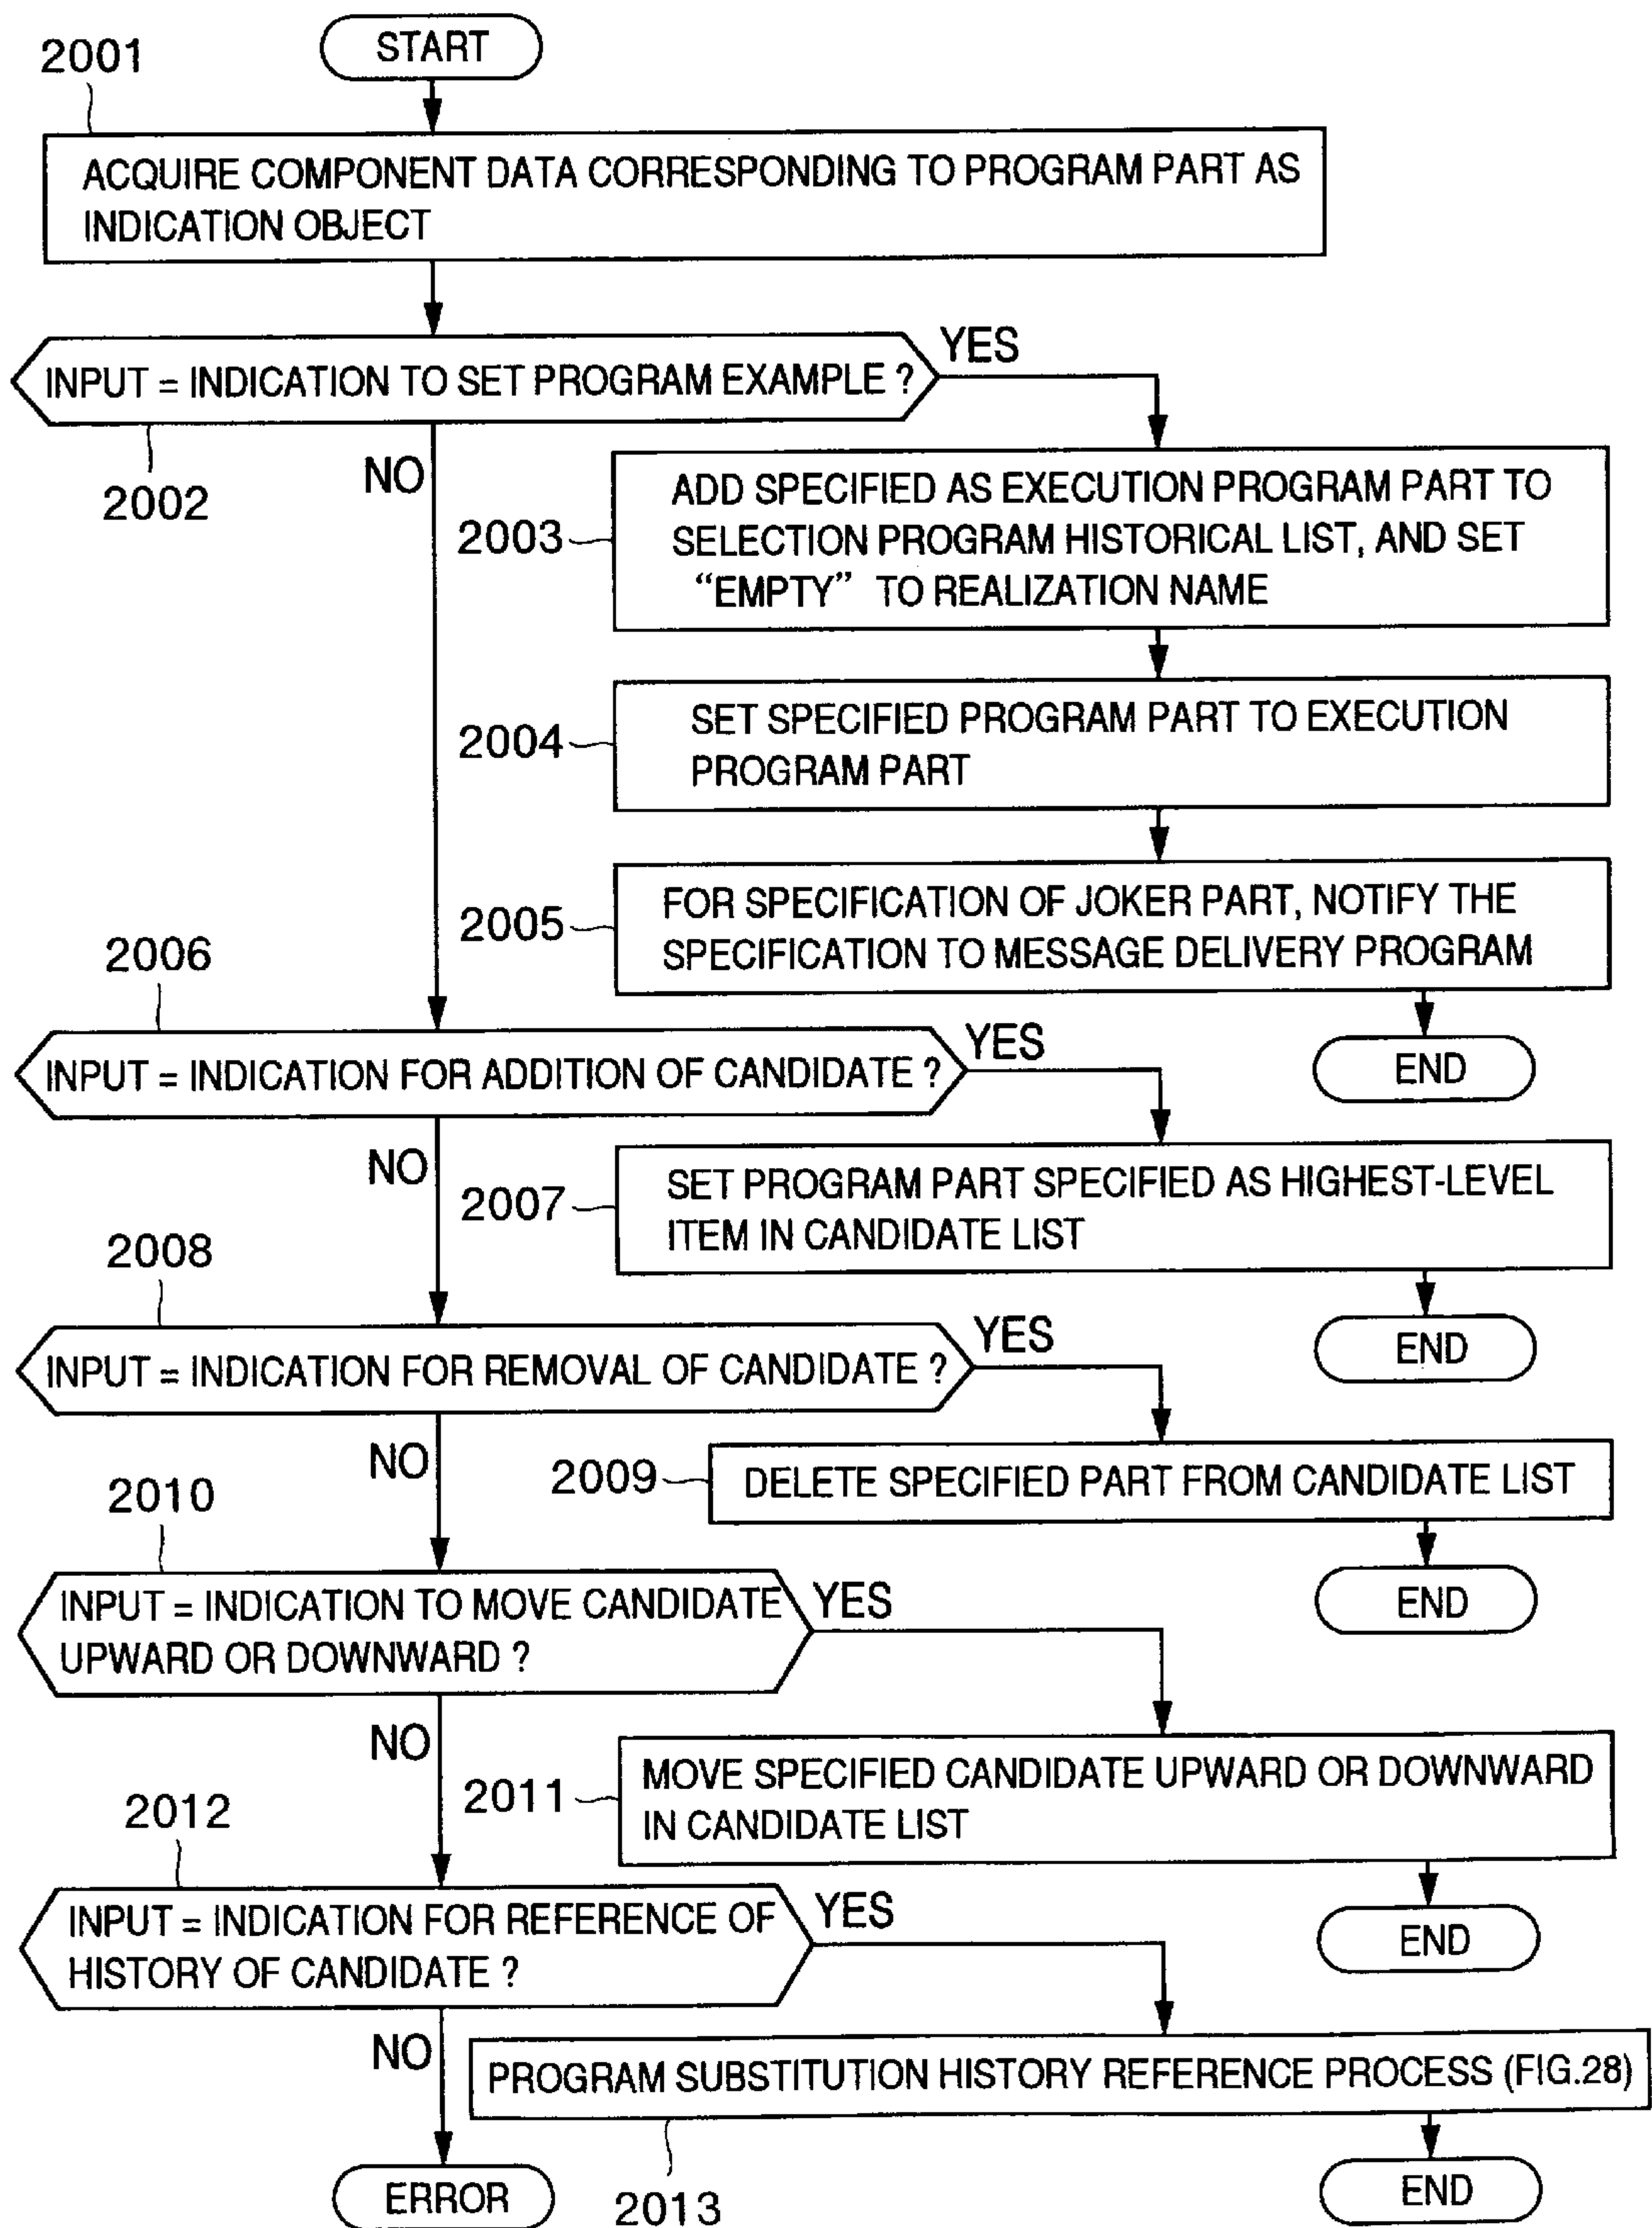 START
2001
ACQUIRE COMPONENT DATA CORRESPONDING TO PROGRAM PART AS
INDICATION OBJECT
INPUT = INDICATION TO SET PROGRAM EXAMPLE ?
YES
2002
NO
2003
ADD SPECIFIED AS EXECUTION PROGRAM PART TO
SELECTION PROGRAM HISTORICAL LIST, AND SET
“EMPTY” TO REALIZATION NAME
2004
SET SPECIFIED PROGRAM PART TO EXECUTION
PROGRAM PART
2005
FOR SPECIFICATION OF JOKER PART, NOTIFY THE
SPECIFICATION TO MESSAGE DELIVERY PROGRAM
END
2006
INPUT = INDICATION FOR ADDITION OF CANDIDATE ?
YES
NO
2007
SET PROGRAM PART SPECIFIED AS HIGHEST-LEVEL
ITEM IN CANDIDATE LIST
END
2008
INPUT = INDICATION FOR REMOVAL OF CANDIDATE ?
YES
NO
2009
DELETE SPECIFIED PART FROM CANDIDATE LIST
END
2010
INPUT = INDICATION TO MOVE CANDIDATE
UPWARD OR DOWNWARD ?
YES
NO
2011
MOVE SPECIFIED CANDIDATE UPWARD OR DOWNWARD
IN CANDIDATE LIST
END
2012
INPUT = INDICATION FOR REFERENCE OF
HISTORY OF CANDIDATE ?
YES
NO
PROGRAM SUBSTITUTION HISTORY REFERENCE PROCESS (FIG.28)
2013
END
ERROR